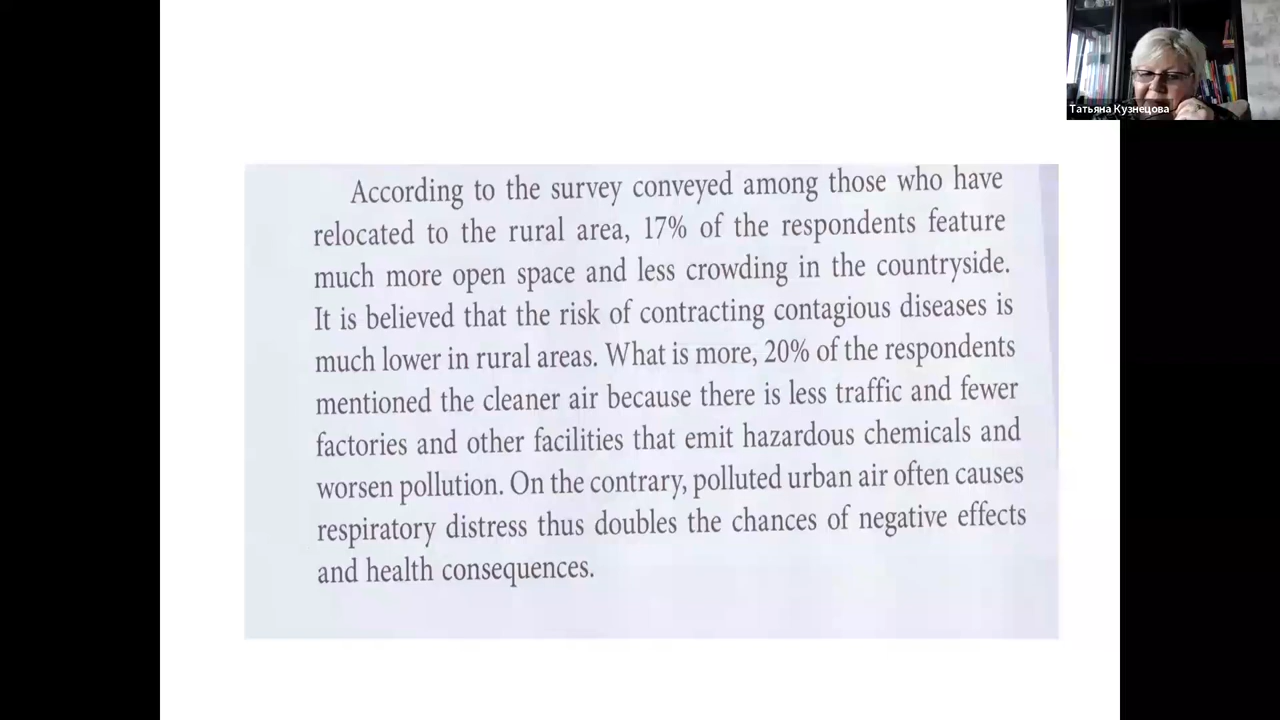 Татьяна Кузнецова
According to the survey conveyed among those who have
relocated to the rural area, 17% of the respondents feature
much more open space and less crowding in the countryside.
It is believed that the risk of contracting contagious diseases is
much lower in rural areas. What is more, 20% of the respondents
mentioned the cleaner air because there is less traffic and fewer
factories and other facilities that emit hazardous chemicals and
worsen pollution. On the contrary, polluted urban air often causes
respiratory distress thus doubles the chances of negative effects
and health consequences.